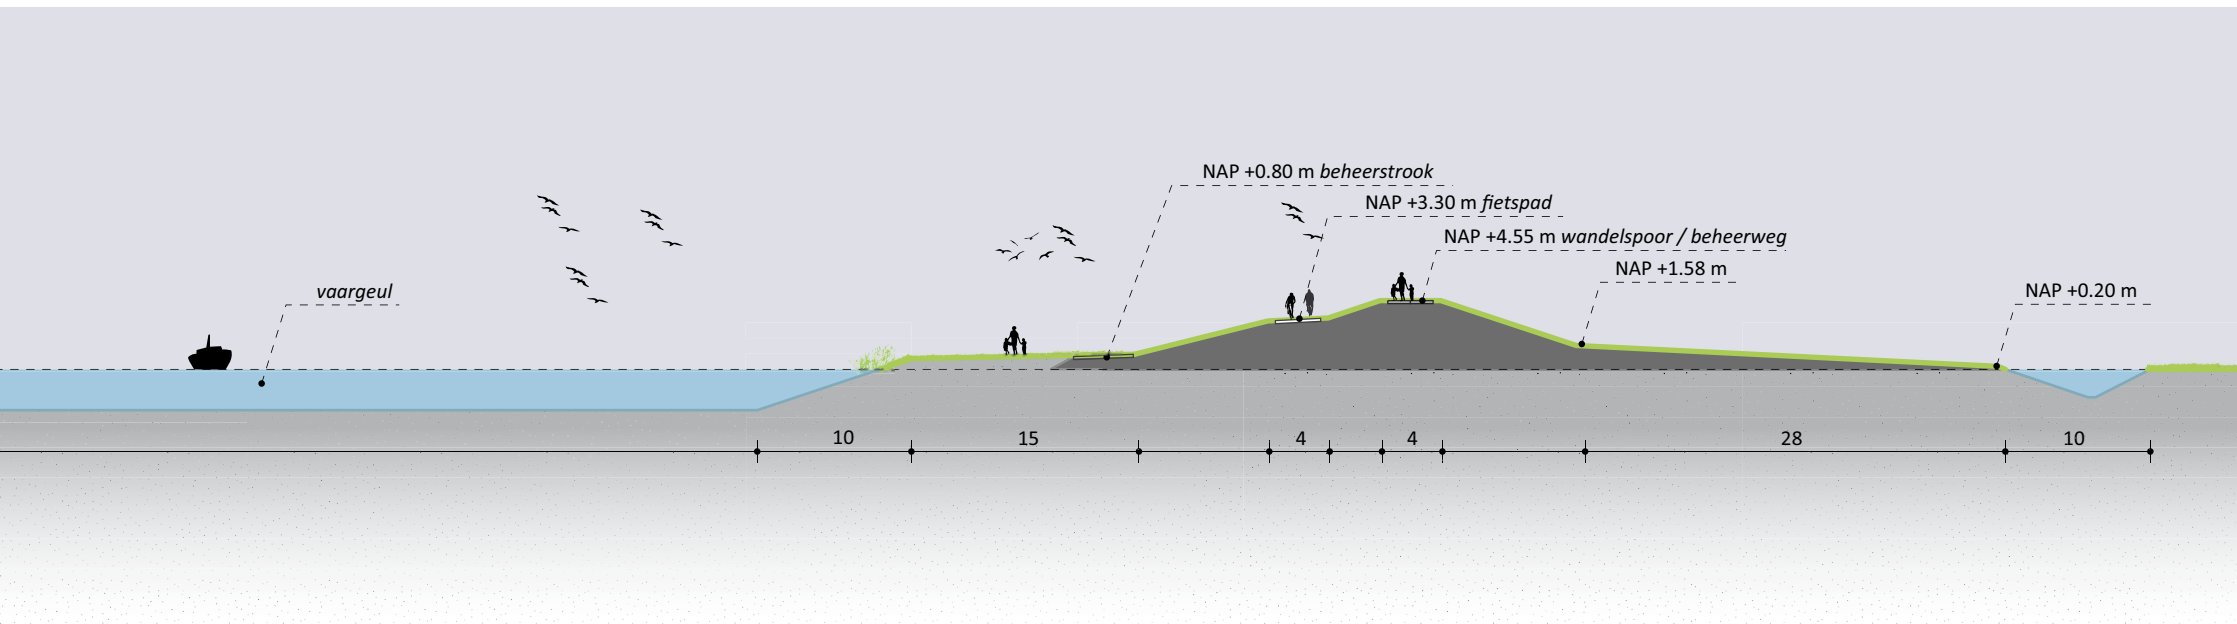 NAP +0.80 m beheerstrook
NAP +3.30 m fietspad
NAP +4.55 m wandelspoor / beheerweg
NAP +1.58 m
vaargeul
NAP +0.20 m
10
15
4
4
28
10